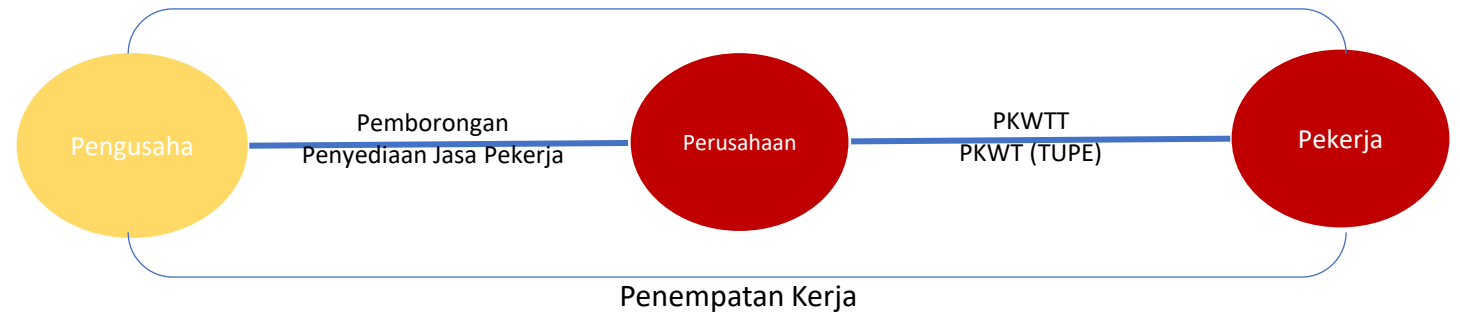 Pengusaha
Pemborongan
Penyediaan Jasa Pekerja
Perusahaan
PKWTT
PKWT (TUPE)
Pekerja
Penempatan Kerja